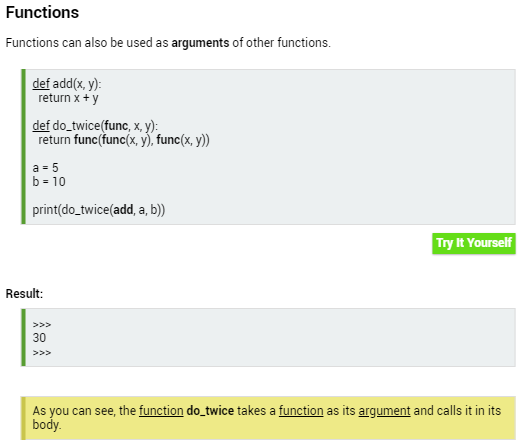 Functions
Functions can also be used as arguments of other functions.
def add(x, y):
  return x + y
def do_twice(func, x, y):
  return func(func(x, y), func(x, y))
a = 5
b = 10
print(do_twice(add, a, b))
Try It Yourself
Result:
>>>
30
>>>
As you can see, the function do_twice takes a function as its argument and calls it in its
body.